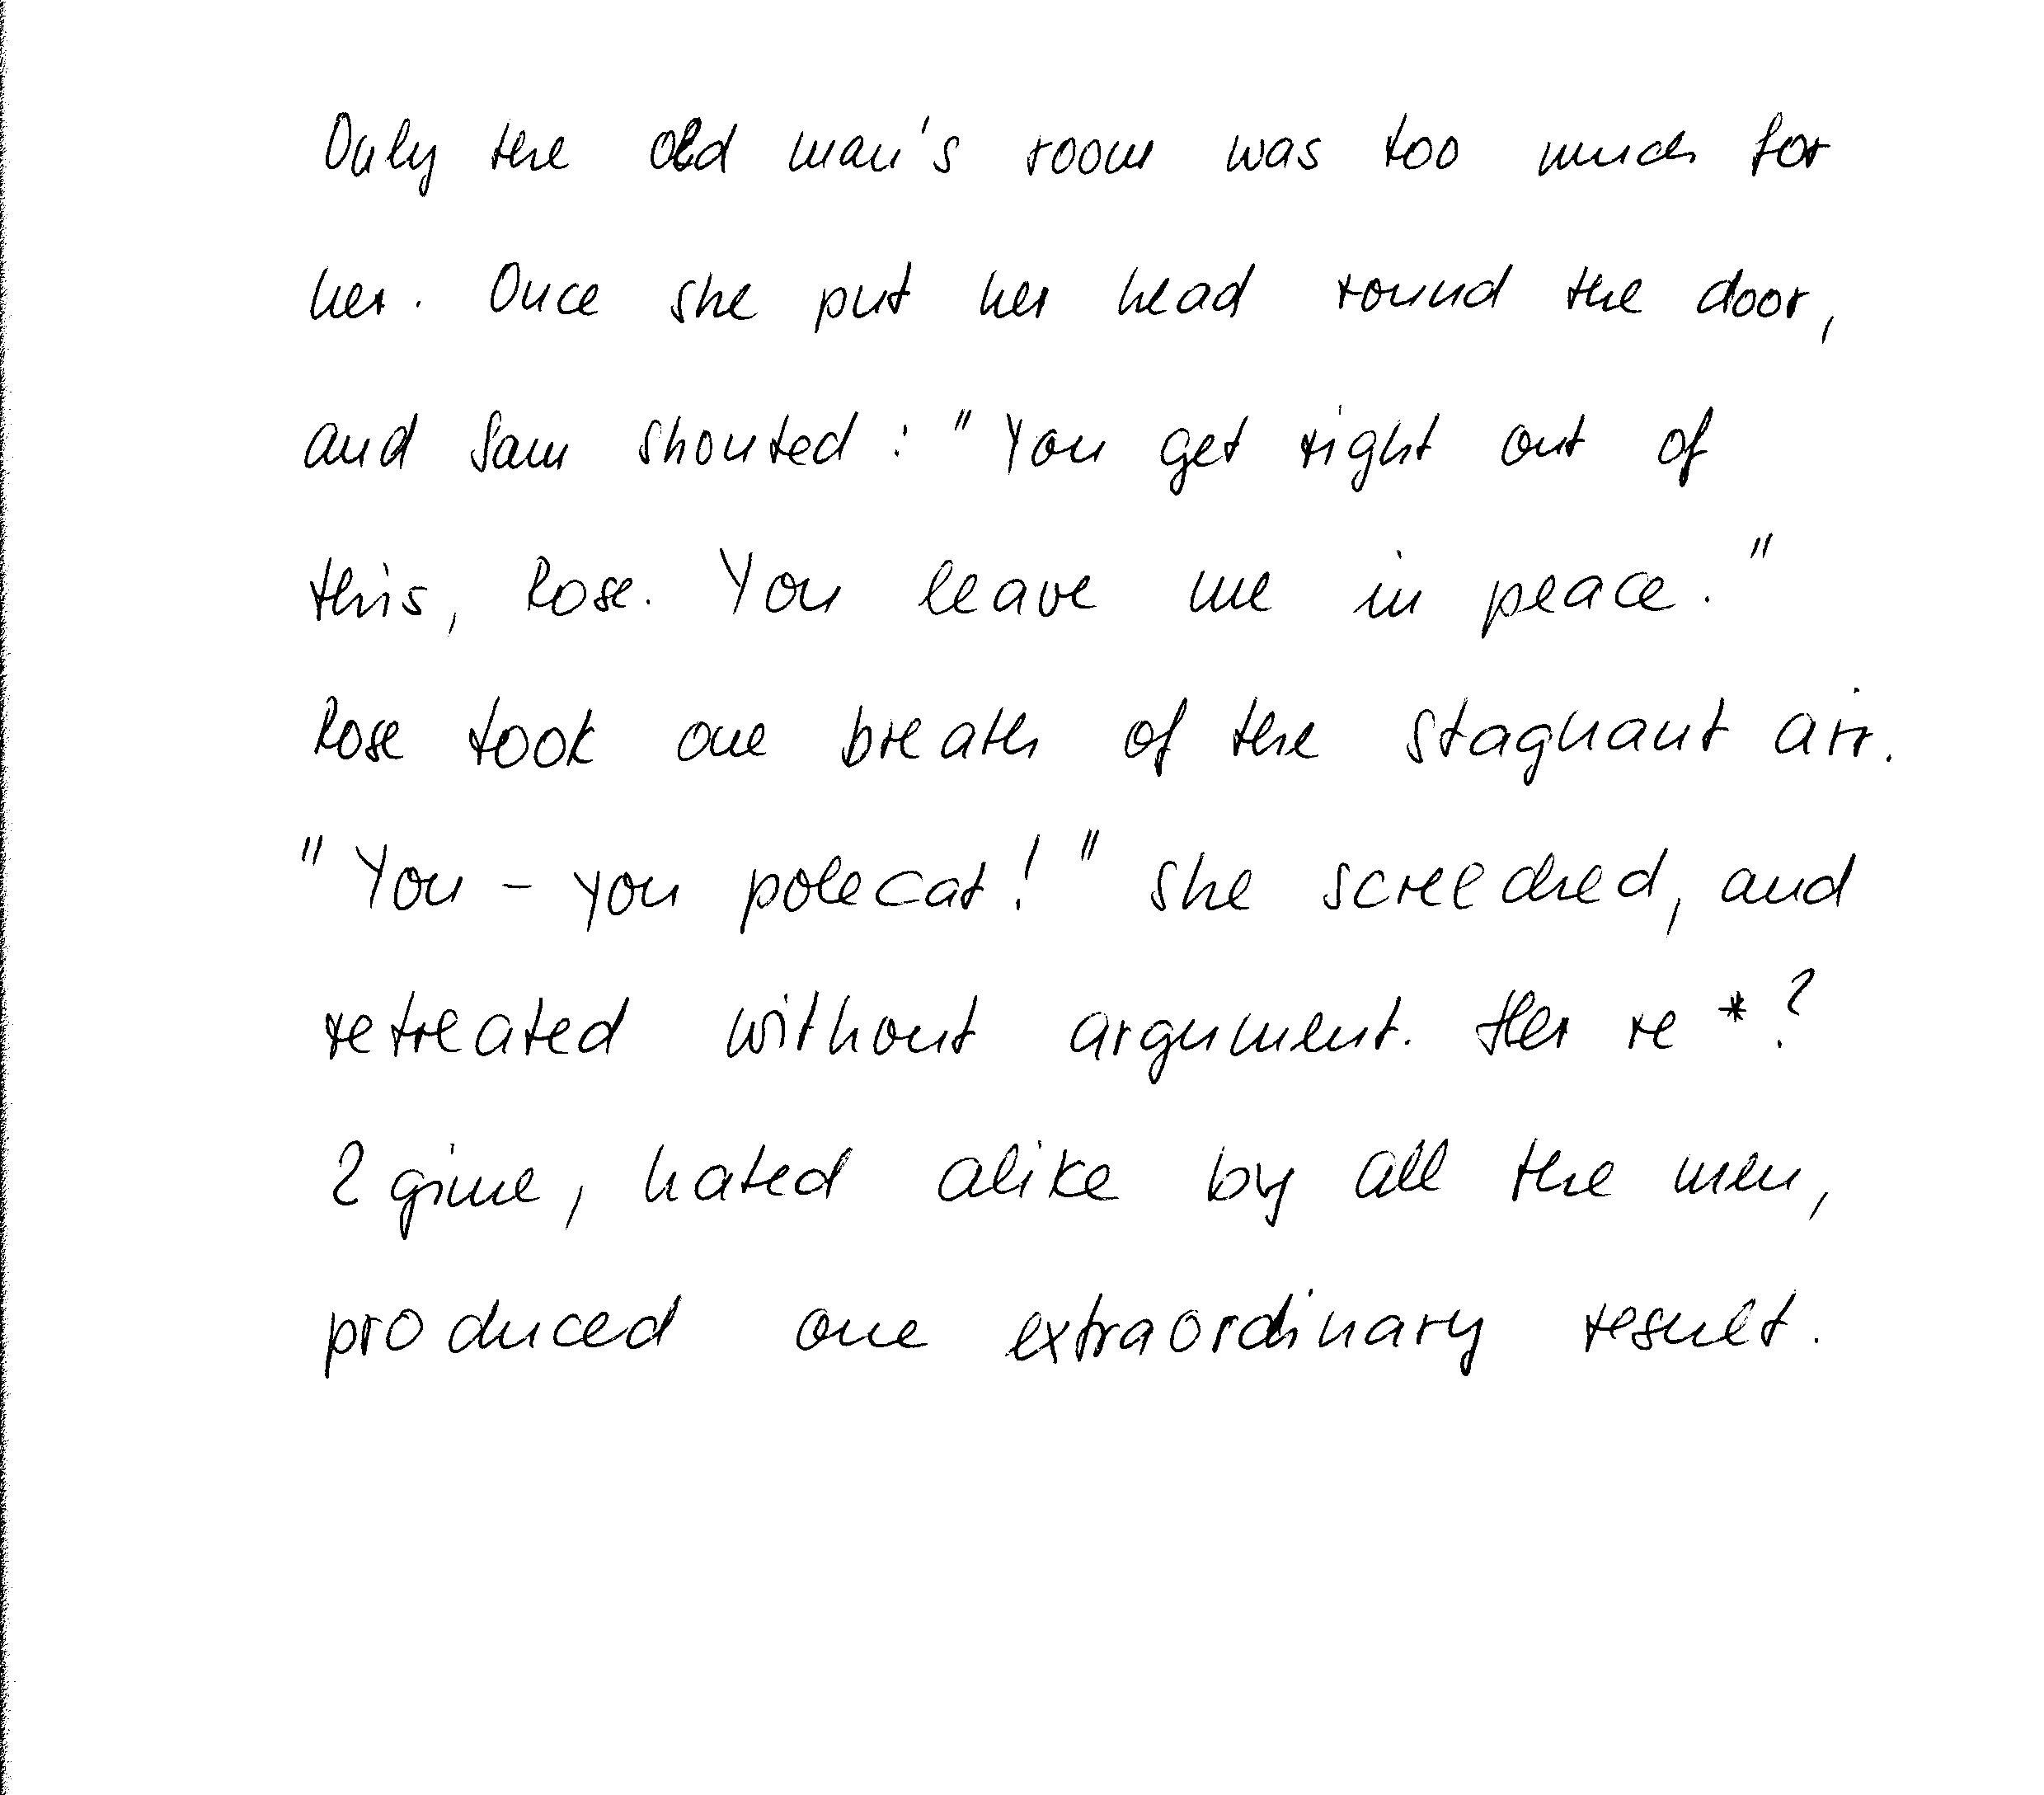 Only the old man's room was too much for
her. Once she put her head round the door,
and Sam shouted: "You get right out of
this, Rose. You leave me in peace."
Rose took one breath of the stagnant air.
"You - you polecat!" she screeched, and
retreated without argument. Her re *?
2gime, hated alike by all the men,
produced one extraordinary result.